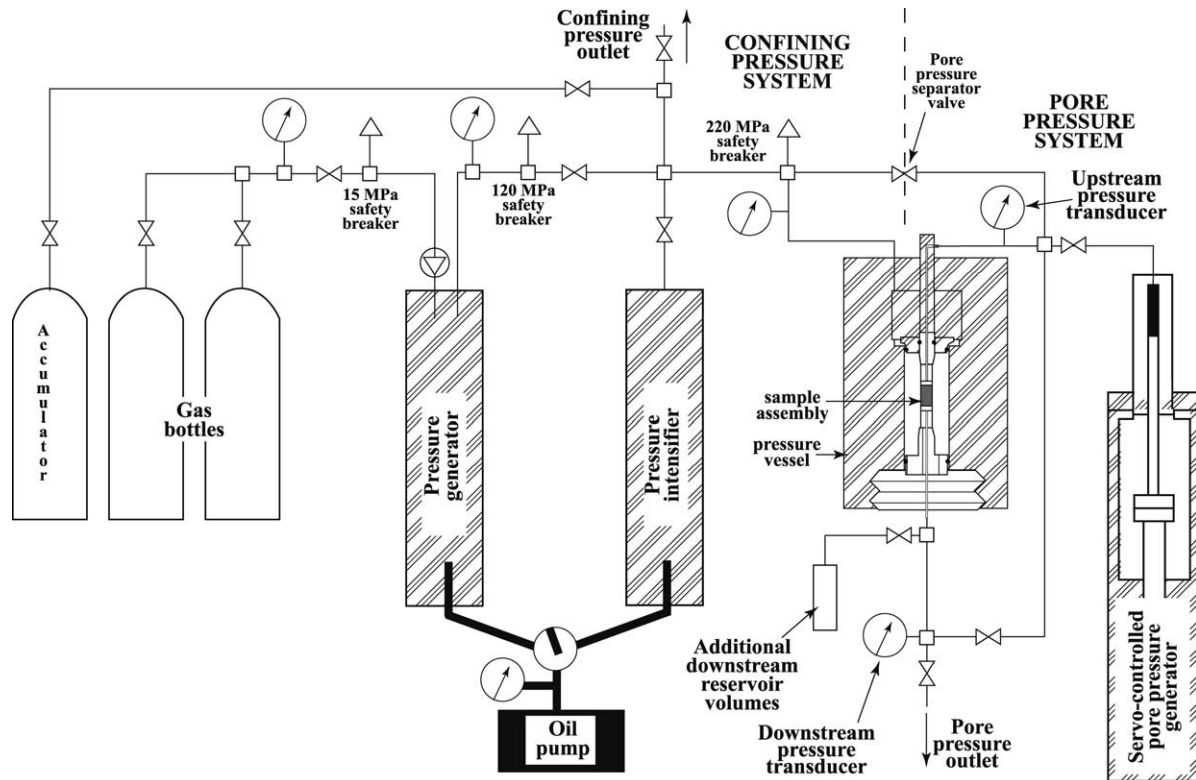 Confining
pressure
outlet
CONFINING
PRESSURE
SYSTEM
Pore
pressure
separator
valve
PORE
PRESSURE
SYSTEM
220 MPa
safety
breaker
15 MPa
safety
breaker
120 MPa
safety
breaker
Upstream
pressure
transducer
Accumulator
Gas
bottles
Pressure
generator
Pressure
intensifier
sample
assembly
pressure
vessel
Additional
downstream
reservoir
volumes
Downstream
pressure
transducer
Pore
pressure
outlet
Servo-controlled
pore pressure
generator
Oil
pump